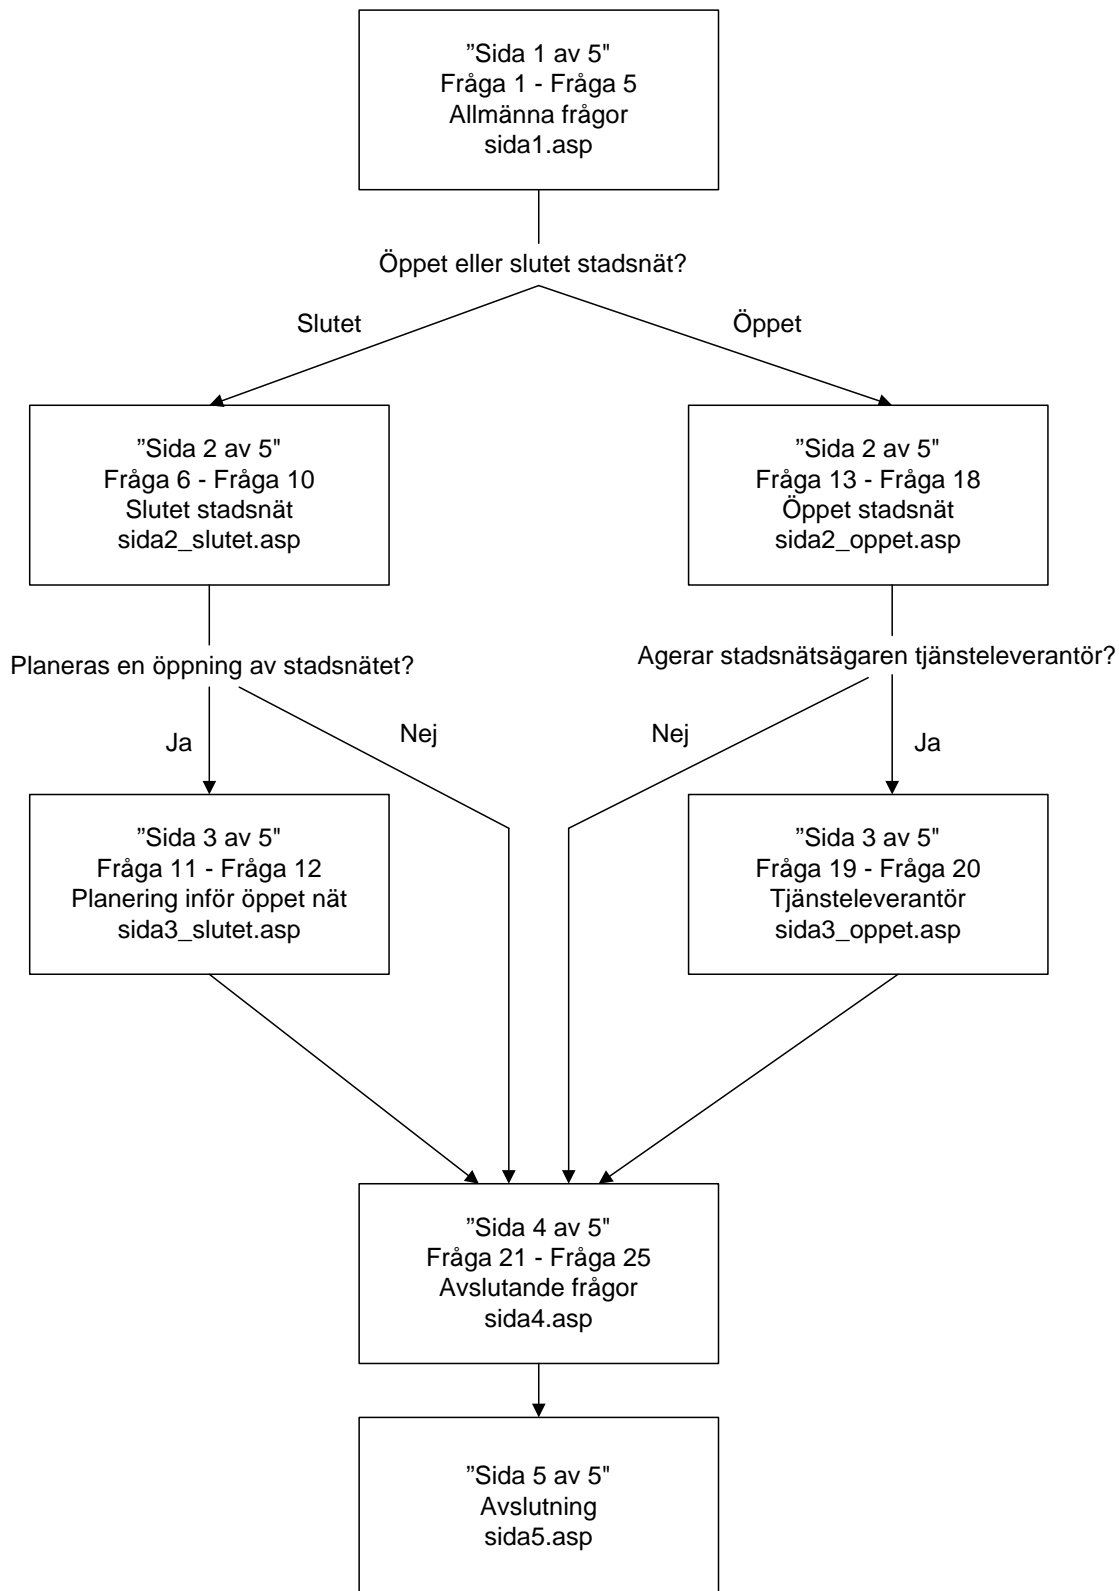 ”Sida 1 av 5"
Fråga 1 - Fråga 5
Allmänna frågor
sida1.asp
Öppet eller slutet stadsnät?
Slutet
Öppet
”Sida 2 av 5"
Fråga 6 - Fråga 10
Slutet stadsnät
sida2_slutet.asp
”Sida 2 av 5"
Fråga 13 - Fråga 18
Öppet stadsnät
sida2_oppet.asp
Planeras en öppning av stadsnätet?
Agerar stadsnätsägaren tjänsteleverantör?
Ja
Nej
Nej
Ja
”Sida 3 av 5"
Fråga 11 - Fråga 12
Planering inför öppet nät
sida3_slutet.asp
”Sida 3 av 5"
Fråga 19 - Fråga 20
Tjänsteleverantör
sida3_oppet.asp
”Sida 4 av 5"
Fråga 21 - Fråga 25
Avslutande frågor
sida4.asp
”Sida 5 av 5"
Avslutning
sida5.asp